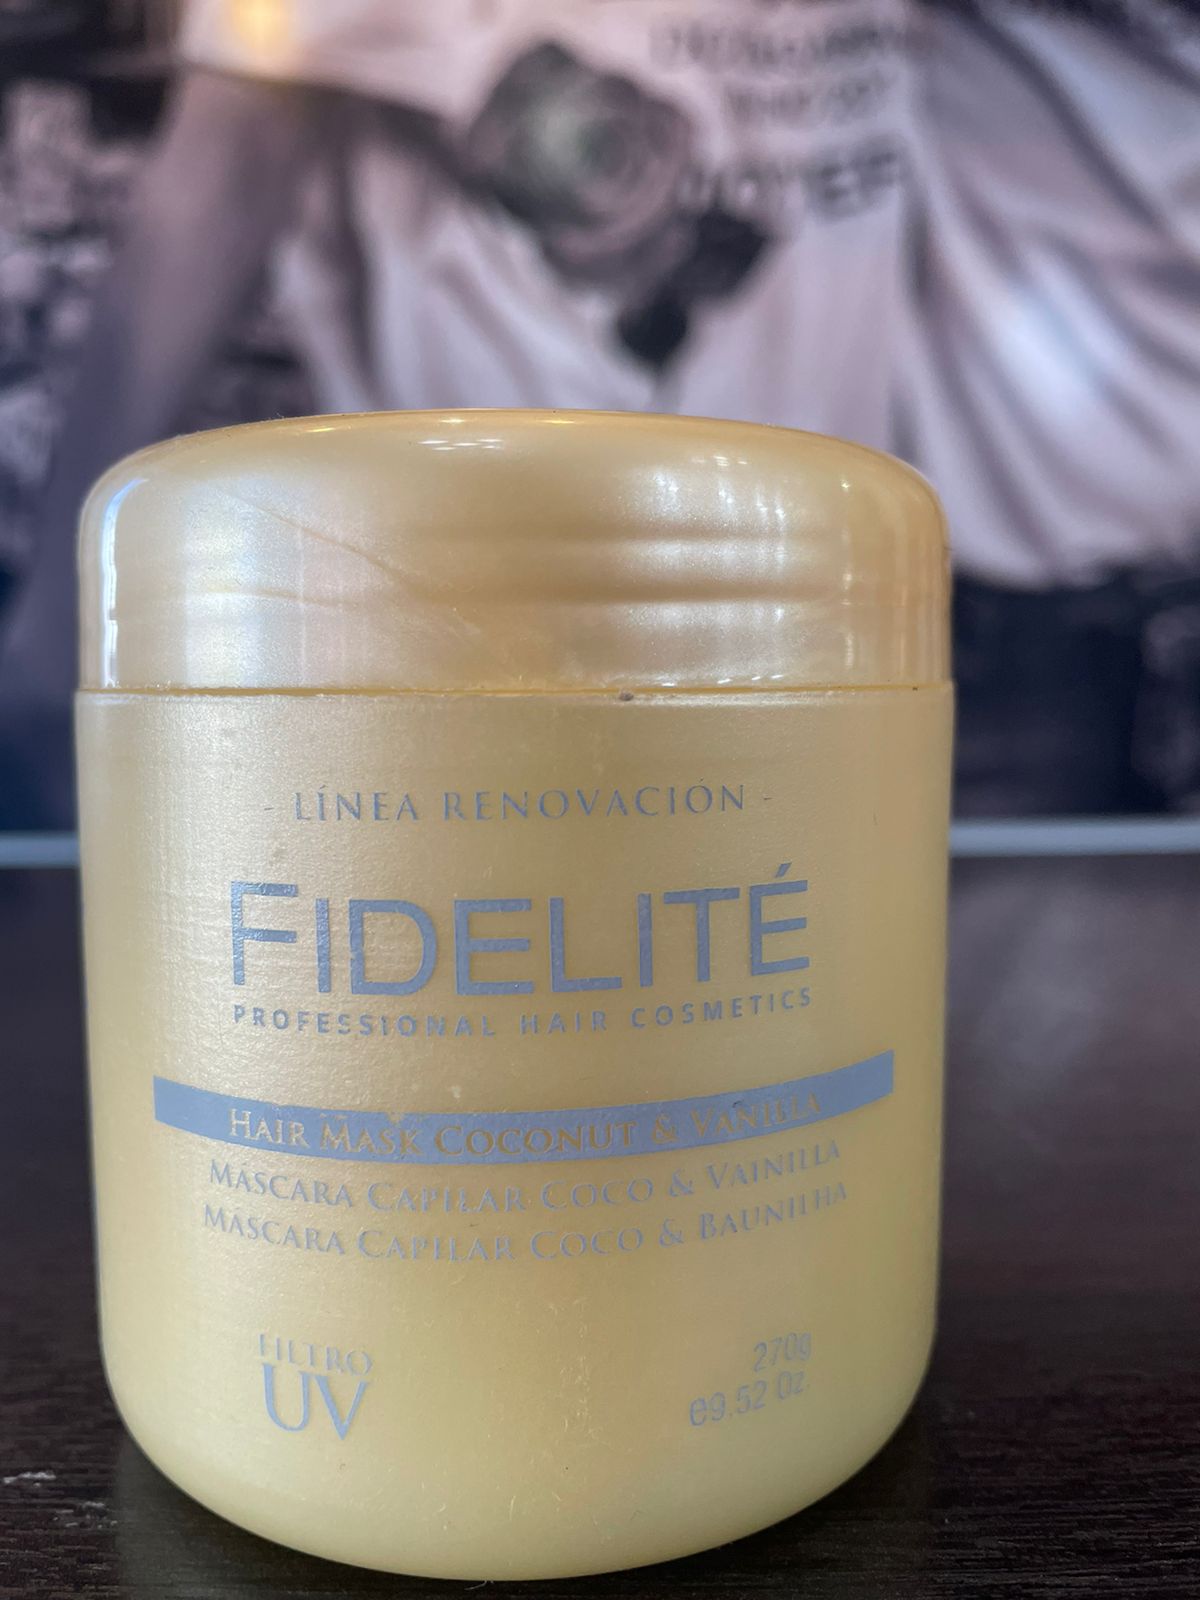 - LÍNEA RENOVACIÓN -
FIDELITÉ
PROFESSIONAL HAIR COSMETICS
HAIR MASK COCONUT & VANILLA
MÁSCARA CAPILAR COCO & VAINILLA
MÁSCARA CAPILAR COCO & BAUNILHA
FILTRO
UV
270g
e9.52 Oz.